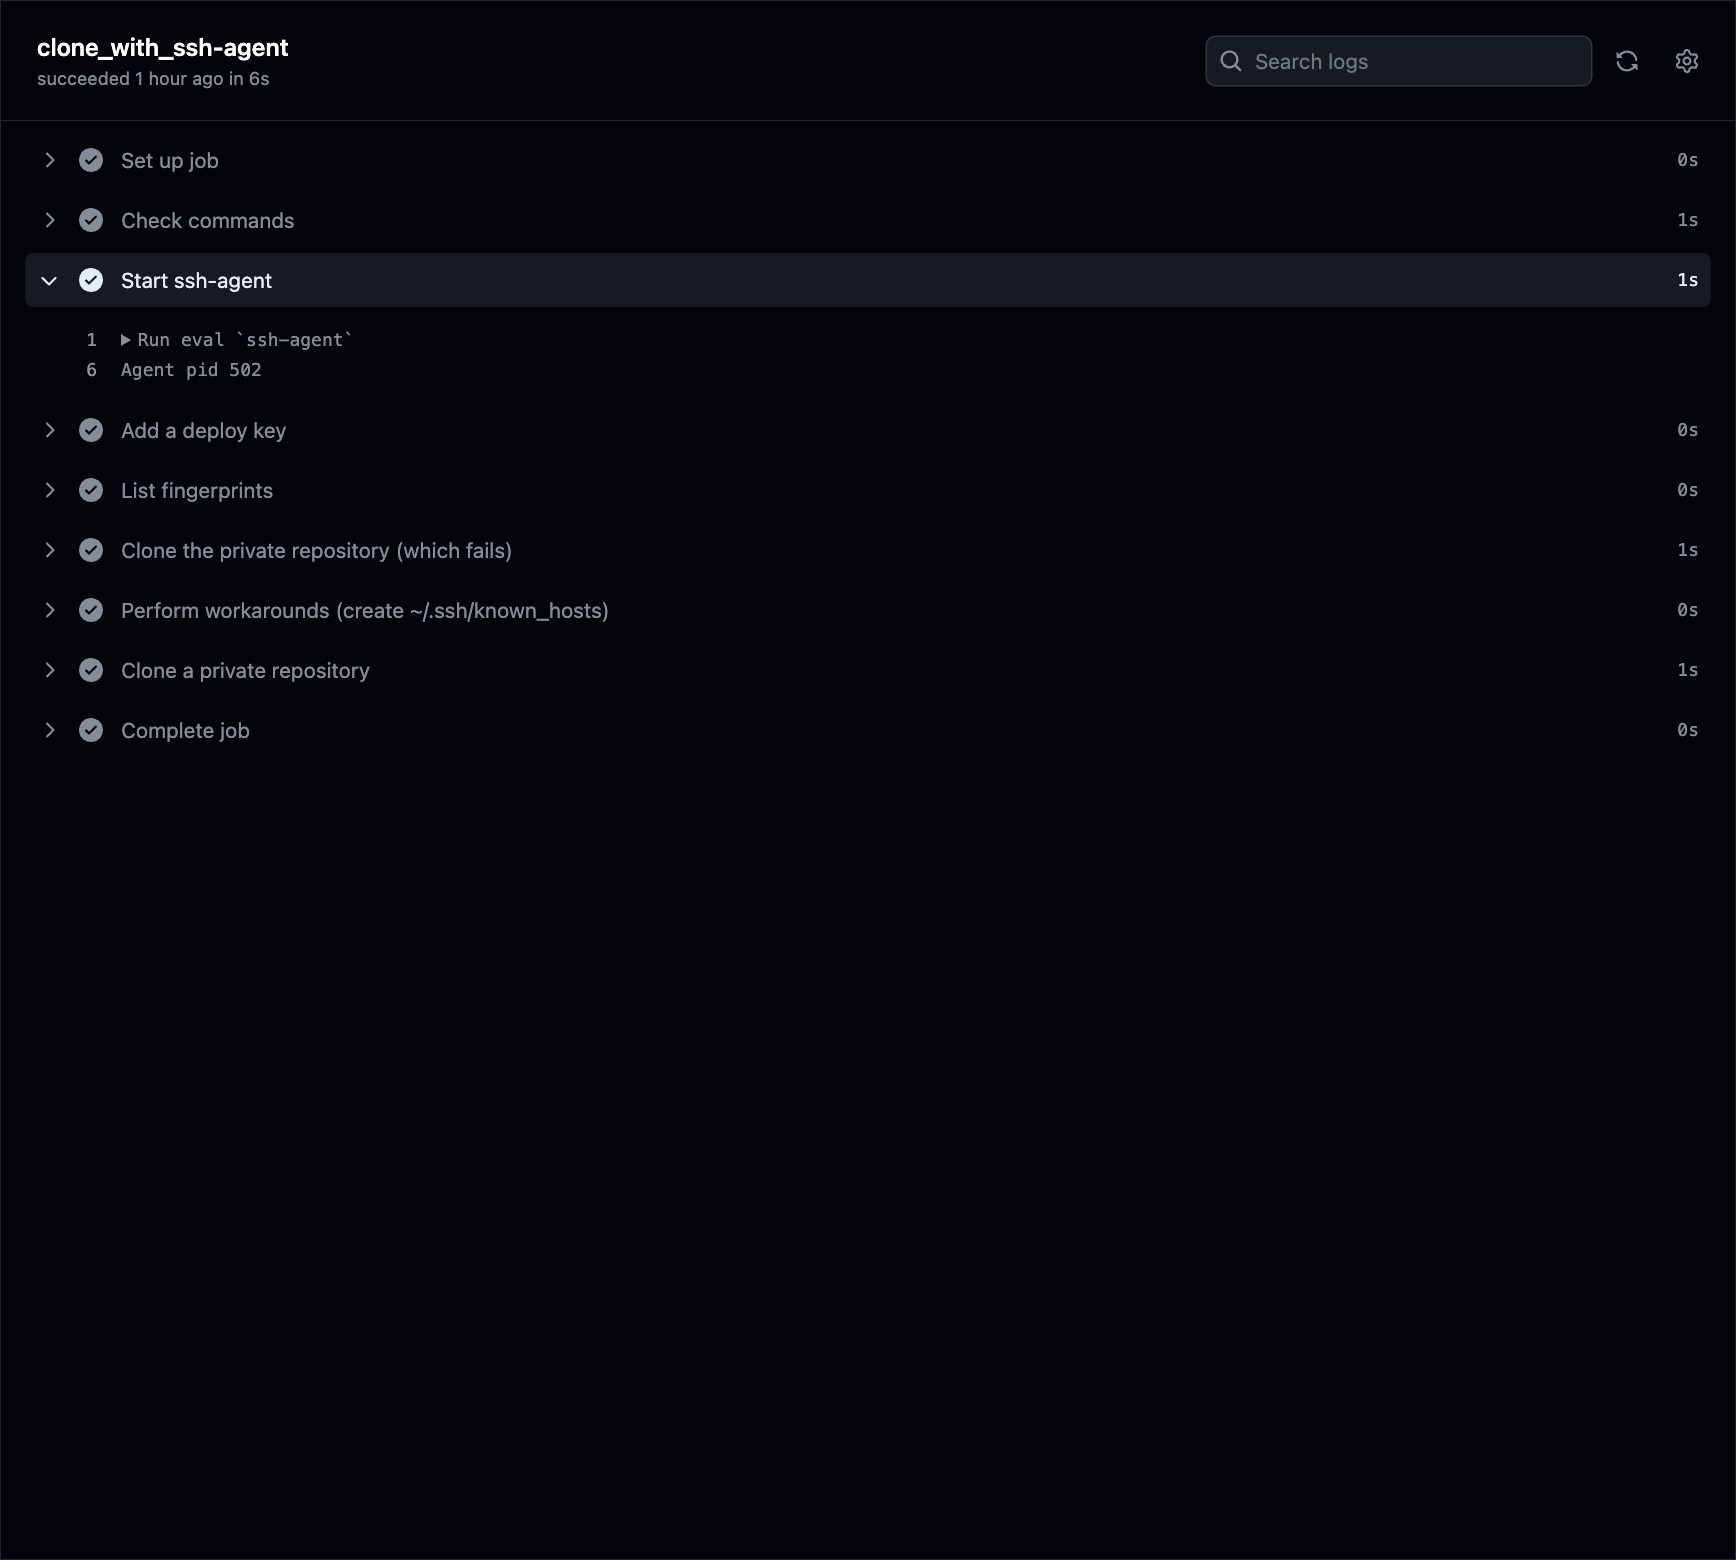 clone_with_ssh-agent
succeeded 1 hour ago in 6s
Search logs
Set up job 0s
Check commands 1s
Start ssh-agent 1s
1 ▶ Run eval `ssh-agent`
6 Agent pid 502
Add a deploy key 0s
List fingerprints 0s
Clone the private repository (which fails) 1s
Perform workarounds (create ~/.ssh/known_hosts) 0s
Clone a private repository 1s
Complete job 0s